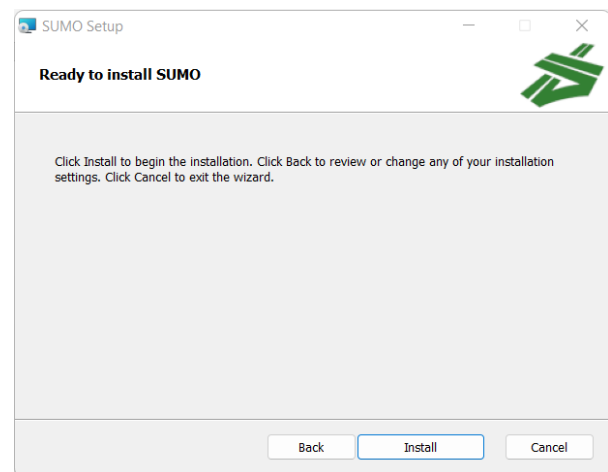 SUMO Setup
Ready to install SUMO
Click Install to begin the installation. Click Back to review or change any of your installation
settings. Click Cancel to exit the wizard.
Back Install Cancel